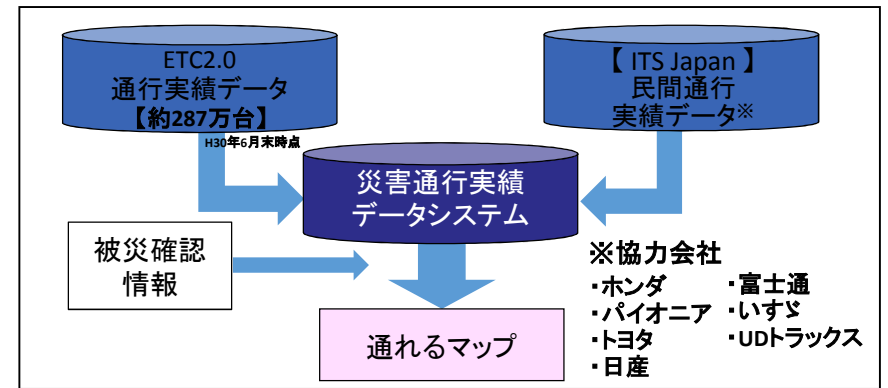 ETC2.0
通行実績データ
【約287万台】
H30年6月末時点
【 ITS Japan 】
民間通行
実績データ※
災害通行実績
データシステム
被災確認
情報
通れるマップ
※協力会社
・ホンダ ・富士通
・パイオニア ・いすゞ
・トヨタ ・UDトラックス
・日産